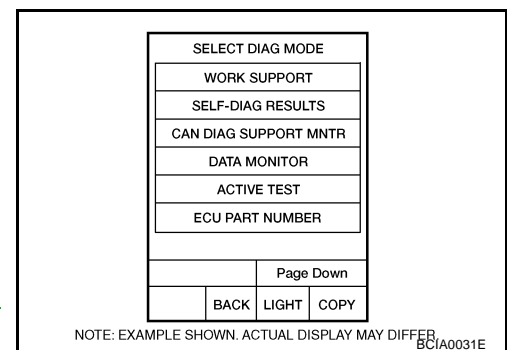 SELECT DIAG MODE
WORK SUPPORT
SELF-DIAG RESULTS
CAN DIAG SUPPORT MNTR
DATA MONITOR
ACTIVE TEST
ECU PART NUMBER
Page Down
BACK LIGHT COPY
NOTE: EXAMPLE SHOWN. ACTUAL DISPLAY MAY DIFFER.
BCIA0031E